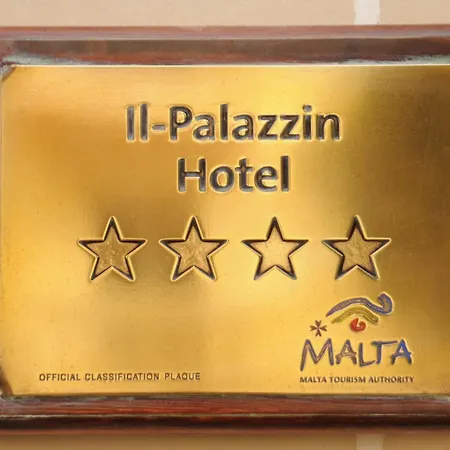 Il-Palazzin
Hotel
MALTA
OFFICIAL CLASSIFICATION PLAQUE
MALTA TOURISM AUTHORITY